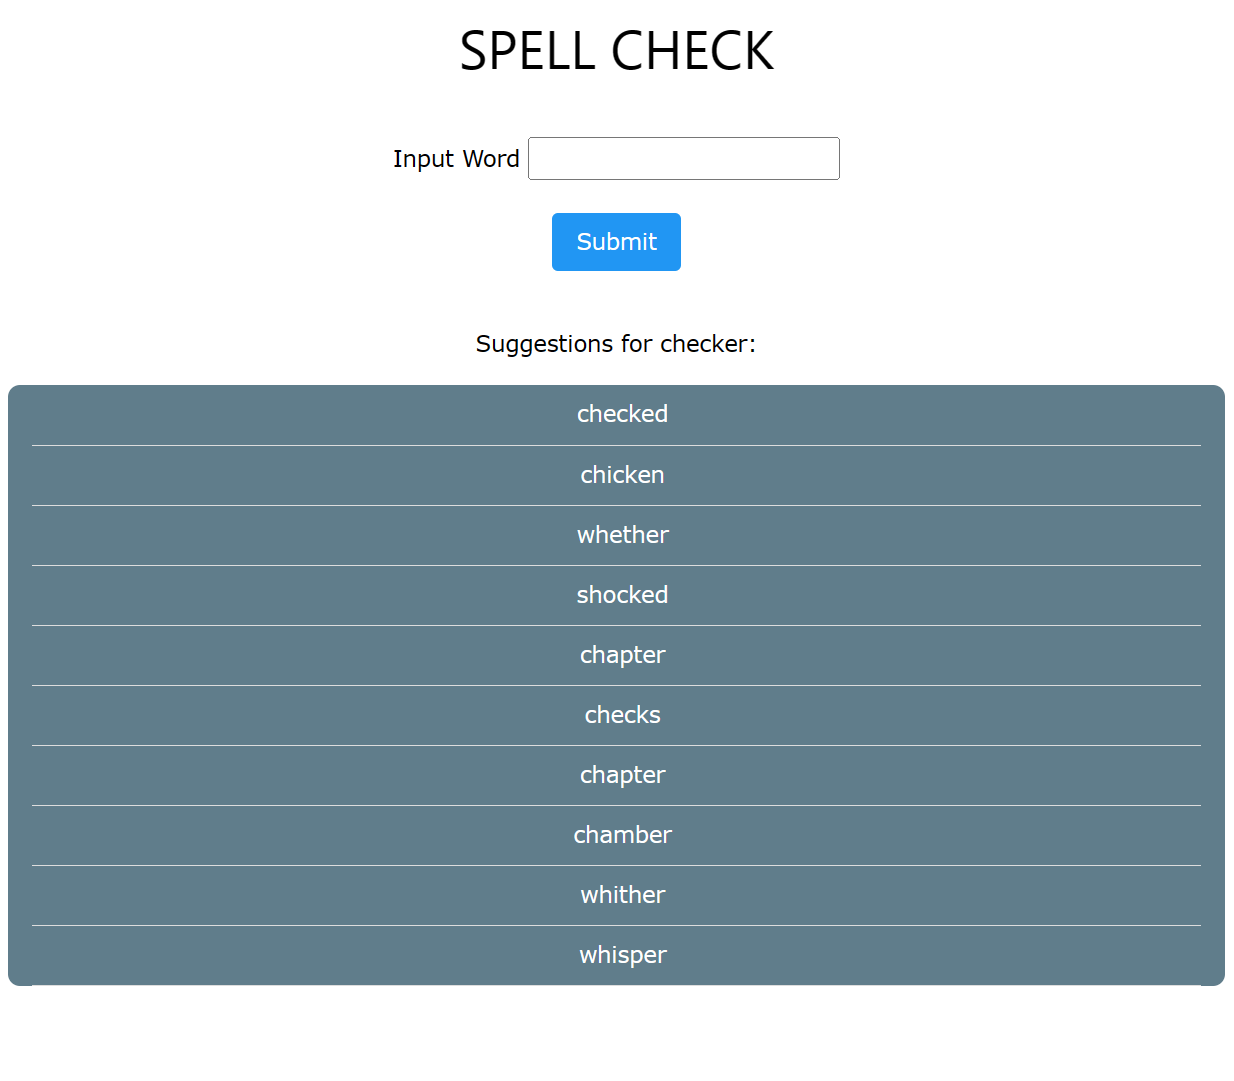 SPELL CHECK
Input Word
Submit
Suggestions for checker:
checked
chicken
whether
shocked
chapter
checks
chapter
chamber
whither
whisper